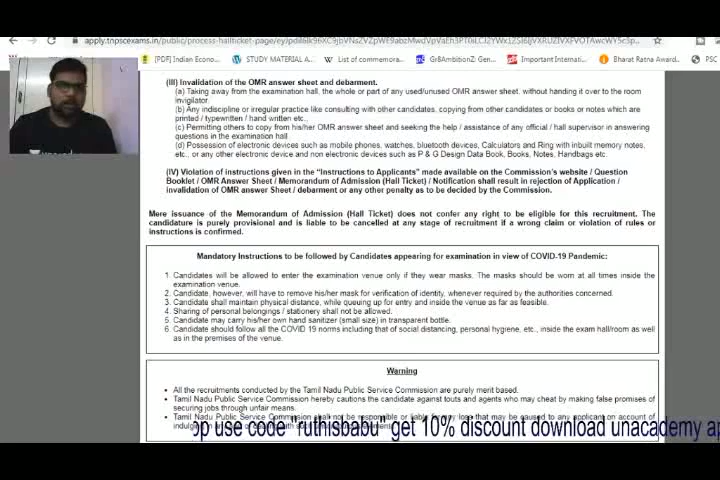 apply.tnpscexams.in/public/process-hallticket-page/
[PDF] Indian Econo... STUDY MATERIAL A... List of commemora... Gr8AmbitionZ: Gen... Important Internati... Bharat Ratna Award... PSC
(III) Invalidation of the OMR answer sheet and debarment.
(a) Taking away from the examination hall, the whole or part of any used/unused OMR answer sheet, without handing it over to the room
invigilator.
(b) Any indiscipline or irregular practice like consulting with other candidates, copying from other candidates or books or notes which are
printed / typewritten / hand written etc.,
(c) Permitting others to copy from his/her OMR answer sheet and seeking the help / assistance of any official / hall supervisor in answering
questions in the examination hall.
(d) Possession of electronic devices such as mobile phones, watches, bluetooth devices, Calculators and Ring with inbuilt memory notes,
etc., or any other electronic device and non electronic devices such as P & G Design Data Book, Books, Notes, Handbags etc.
(IV) Violation of instructions given in the "Instructions to Applicants" made available on the Commission's website / Question
Booklet / OMR Answer Sheet / Memorandum of Admission (Hall Ticket) / Notification shall result in rejection of Application /
invalidation of OMR answer Sheet / debarment or any other penalty as to be decided by the Commission.
Mere issuance of the Memorandum of Admission (Hall Ticket) does not confer any right to be eligible for this recruitment. The
candidature is purely provisional and is liable to be cancelled at any stage of recruitment if a wrong claim or violation of rules or
instructions is confirmed.
Mandatory Instructions to be followed by Candidates appearing for examination in view of COVID-19 Pandemic:
1. Candidates will be allowed to enter the examination venue only if they wear masks. The masks should be worn at all times inside the
examination venue.
2. Candidate, however, will have to remove his/her mask for verification of identity, whenever required by the authorities concerned.
3. Candidate shall maintain physical distance, while queuing up for entry and inside the venue as far as feasible.
4. Sharing of personal belongings / stationery shall not be allowed.
5. Candidate may carry his/her own hand sanitizer (small size) in transparent bottle.
6. Candidate should follow all the COVID 19 norms including that of social distancing, personal hygiene, etc., inside the exam hall/room as well
as in the premises of the venue.
Warning
• All the recruitments conducted by the Tamil Nadu Public Service Commission are purely merit based.
• Tamil Nadu Public Service Commission hereby cautions the candidate against touts and agents who may cheat by making false promises of
securing jobs through unfair means.
• Tamil Nadu Public Service Commission shall not be responsible or liable for any loss that may be caused to any applicant on account of
op use code "ruthisbabu" get 10% discount download unacademy ap